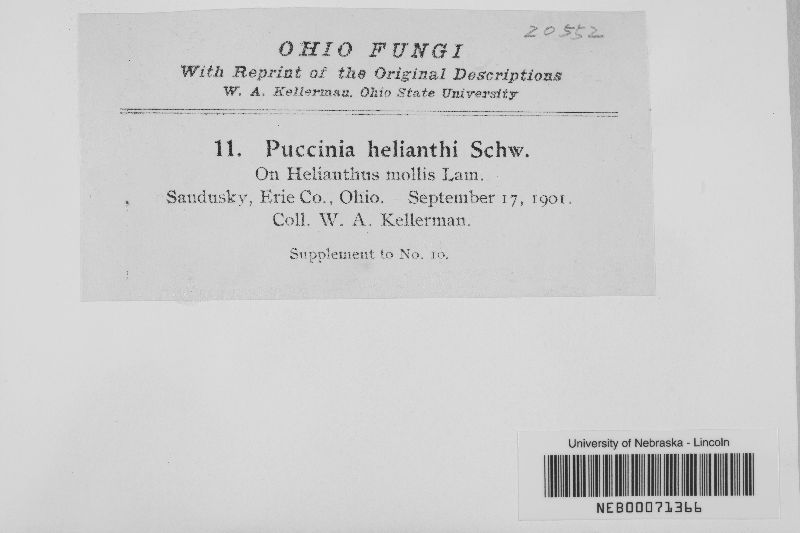 20552
OHIO FUNGI
With Reprint of the Original Descriptions
W. A. Kellerman, Ohio State University
11. Puccinia helianthi Schw.
On Helianthus mollis Lam.
Sandusky, Erie Co., Ohio. September 17, 1901.
Coll. W. A. Kellerman.
Supplement to No. 10.
University of Nebraska - Lincoln
NEB00071366